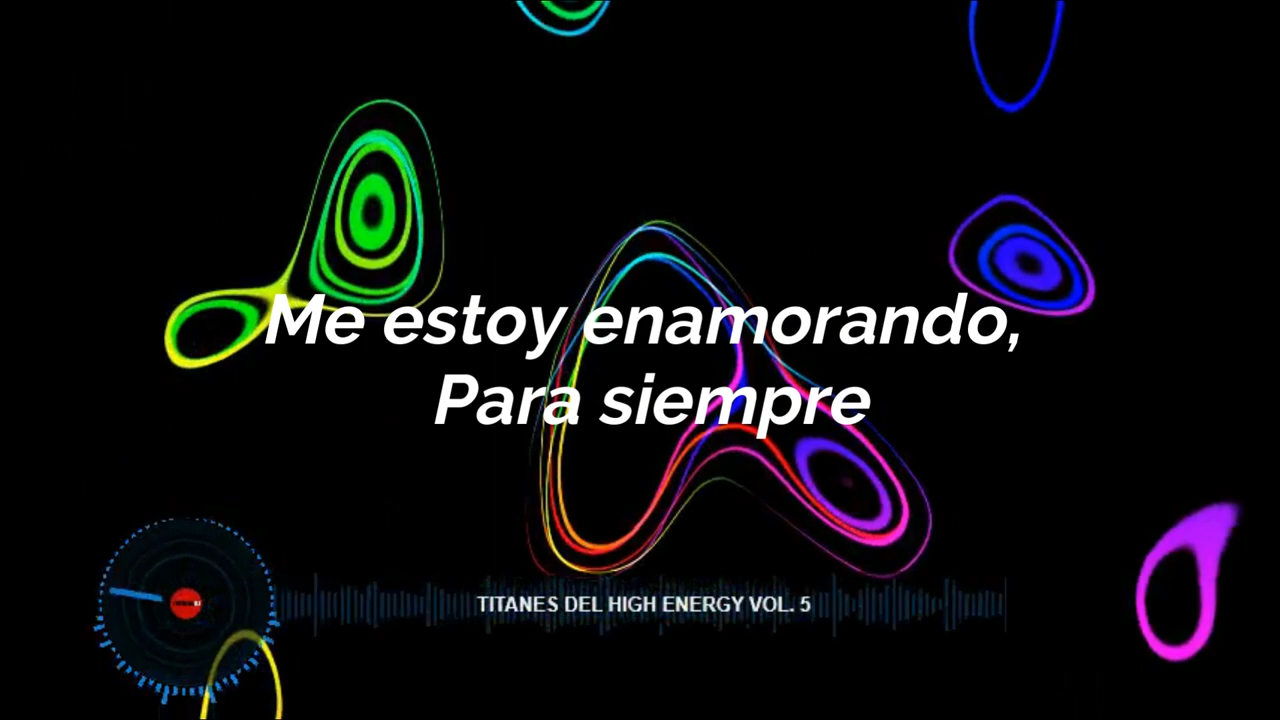 Me estoy enamorando,
Para siempre
TITANES DEL HIGH ENERGY VOL. 5